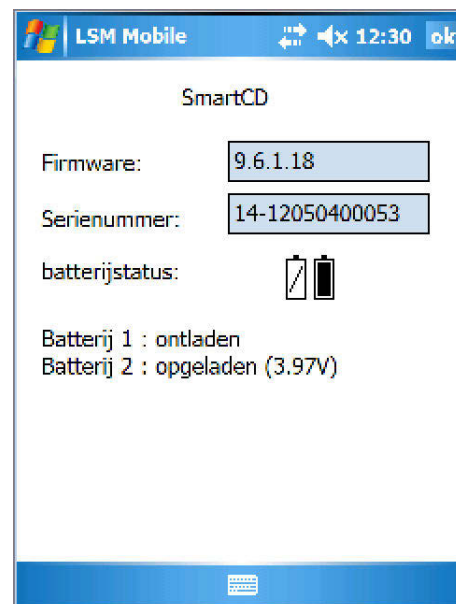 LSM Mobile 12:30 ok
SmartCD
Firmware: 9.6.1.18
Serienummer: 14-12050400053
batterijstatus:
Batterij 1 : ontladen
Batterij 2 : opgeladen (3.97V)